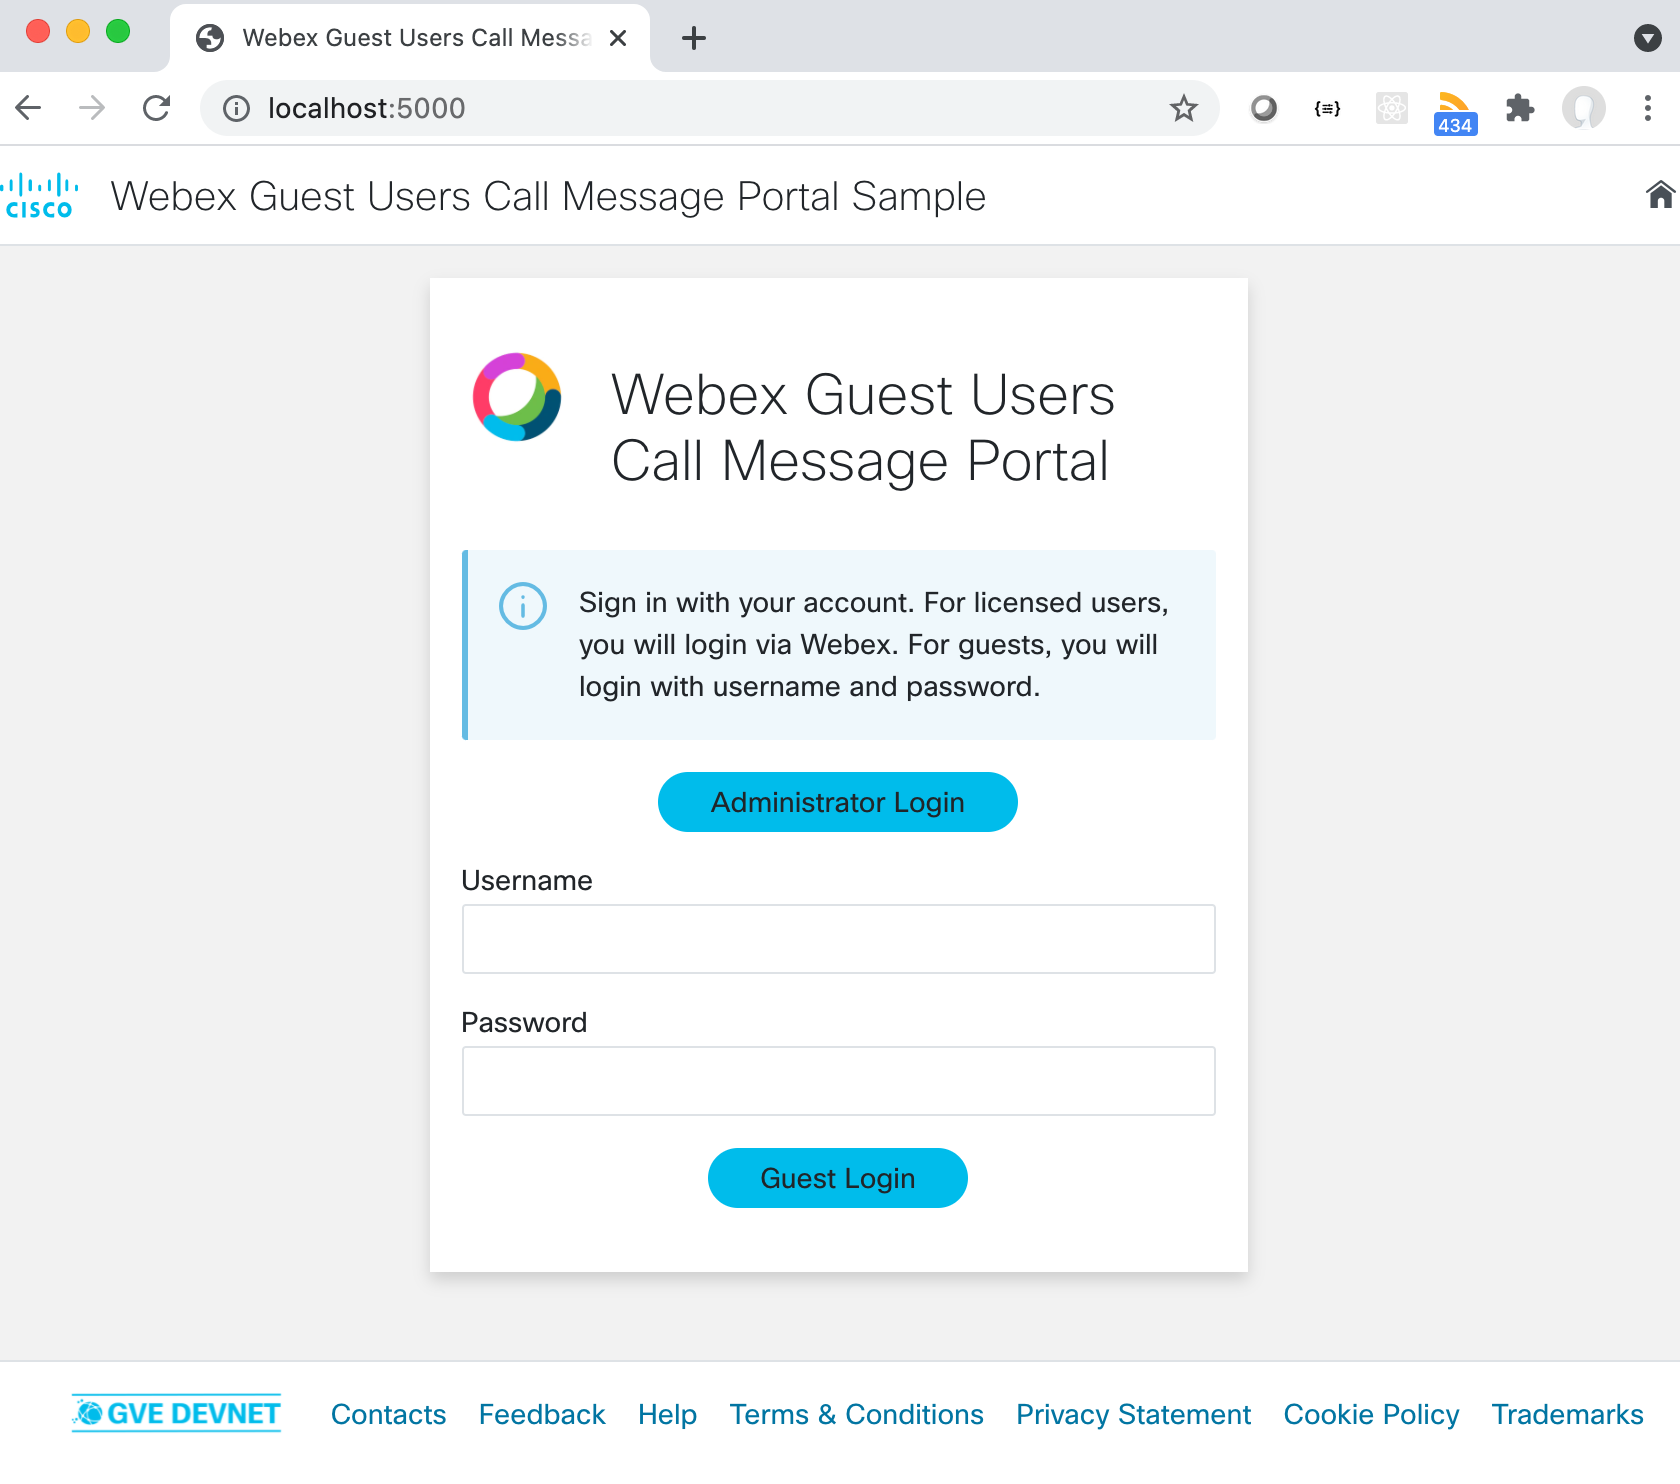 Webex Guest Users Call Messa
localhost:5000
434
CISCO
Webex Guest Users Call Message Portal Sample
Webex Guest Users
Call Message Portal
Sign in with your account. For licensed users,
you will login via Webex. For guests, you will
login with username and password.
Administrator Login
Username
Password
Guest Login
GVE DEVNET
Contacts Feedback Help Terms & Conditions Privacy Statement Cookie Policy Trademarks